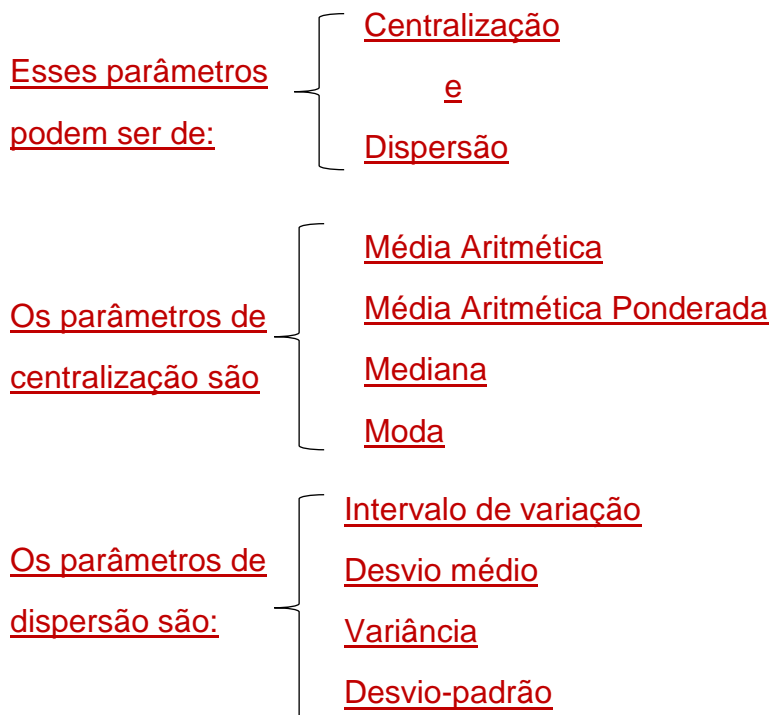 Esses parâmetros
podem ser de:
Centralização
e
Dispersão
Os parâmetros de
centralização são
Média Aritmética
Média Aritmética Ponderada
Mediana
Moda
Os parâmetros de
dispersão são:
Intervalo de variação
Desvio médio
Variância
Desvio-padrão